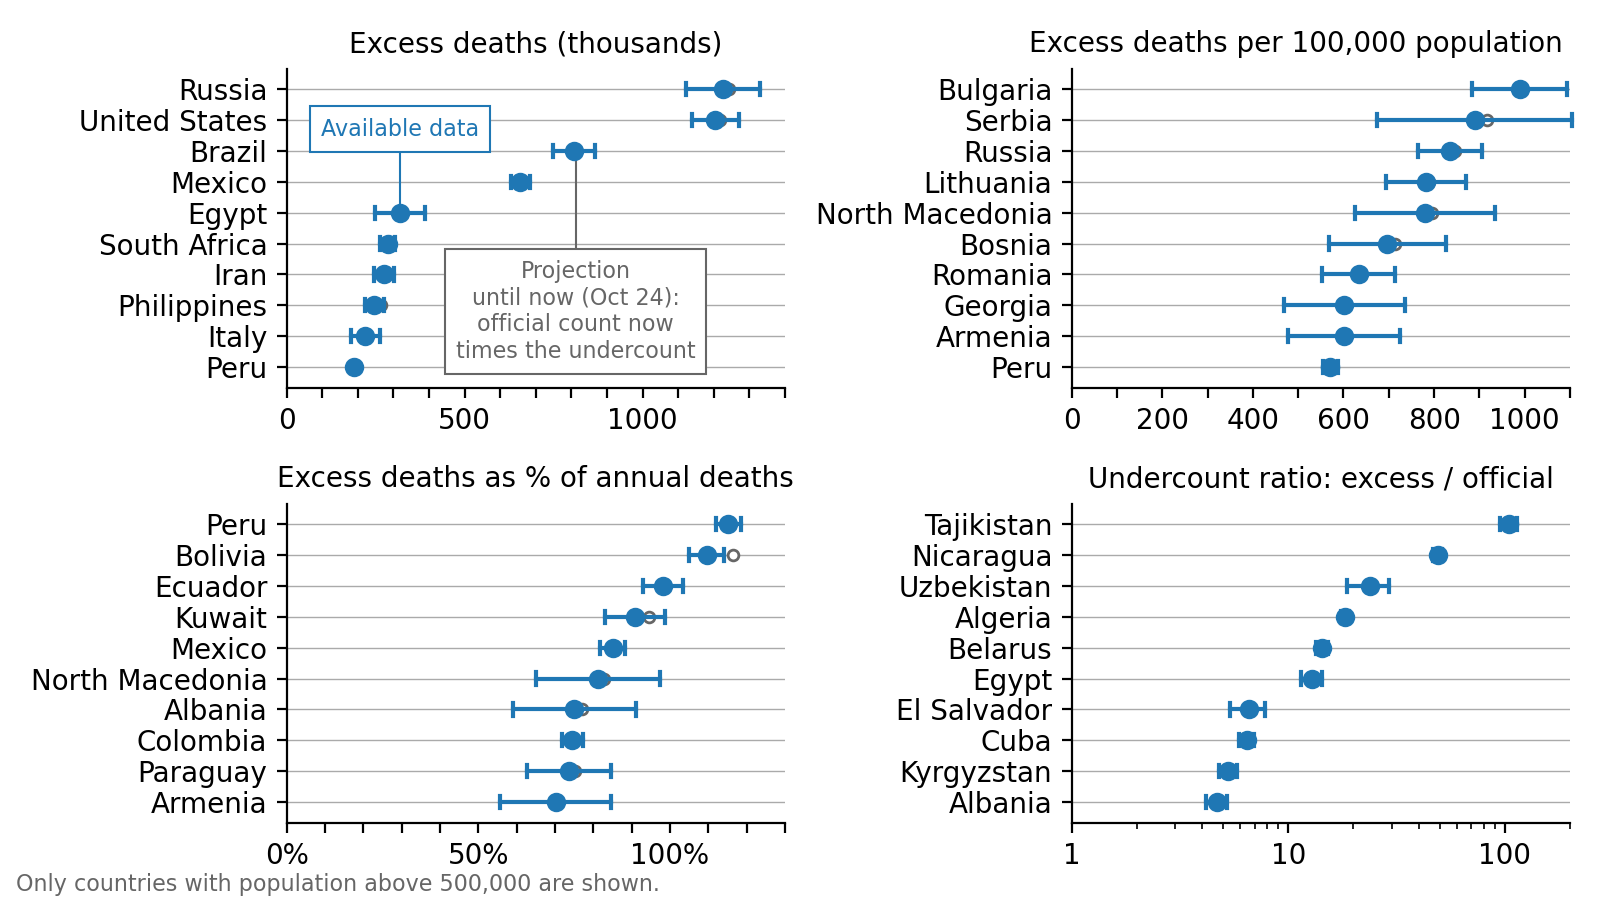 Excess deaths (thousands)
Russia
United States
Brazil
Mexico
Egypt
South Africa
Iran
Philippines
Italy
Peru
Available data
Projection
until now (Oct 24):
official count now
times the undercount
0 500 1000
Excess deaths per 100,000 population
Bulgaria
Serbia
Russia
Lithuania
North Macedonia
Bosnia
Romania
Georgia
Armenia
Peru
0 200 400 600 800 1000
Excess deaths as % of annual deaths
Peru
Bolivia
Ecuador
Kuwait
Mexico
North Macedonia
Albania
Colombia
Paraguay
Armenia
0% 50% 100%
Undercount ratio: excess / official
Tajikistan
Nicaragua
Uzbekistan
Algeria
Belarus
Egypt
El Salvador
Cuba
Kyrgyzstan
Albania
1 10 100
Only countries with population above 500,000 are shown.